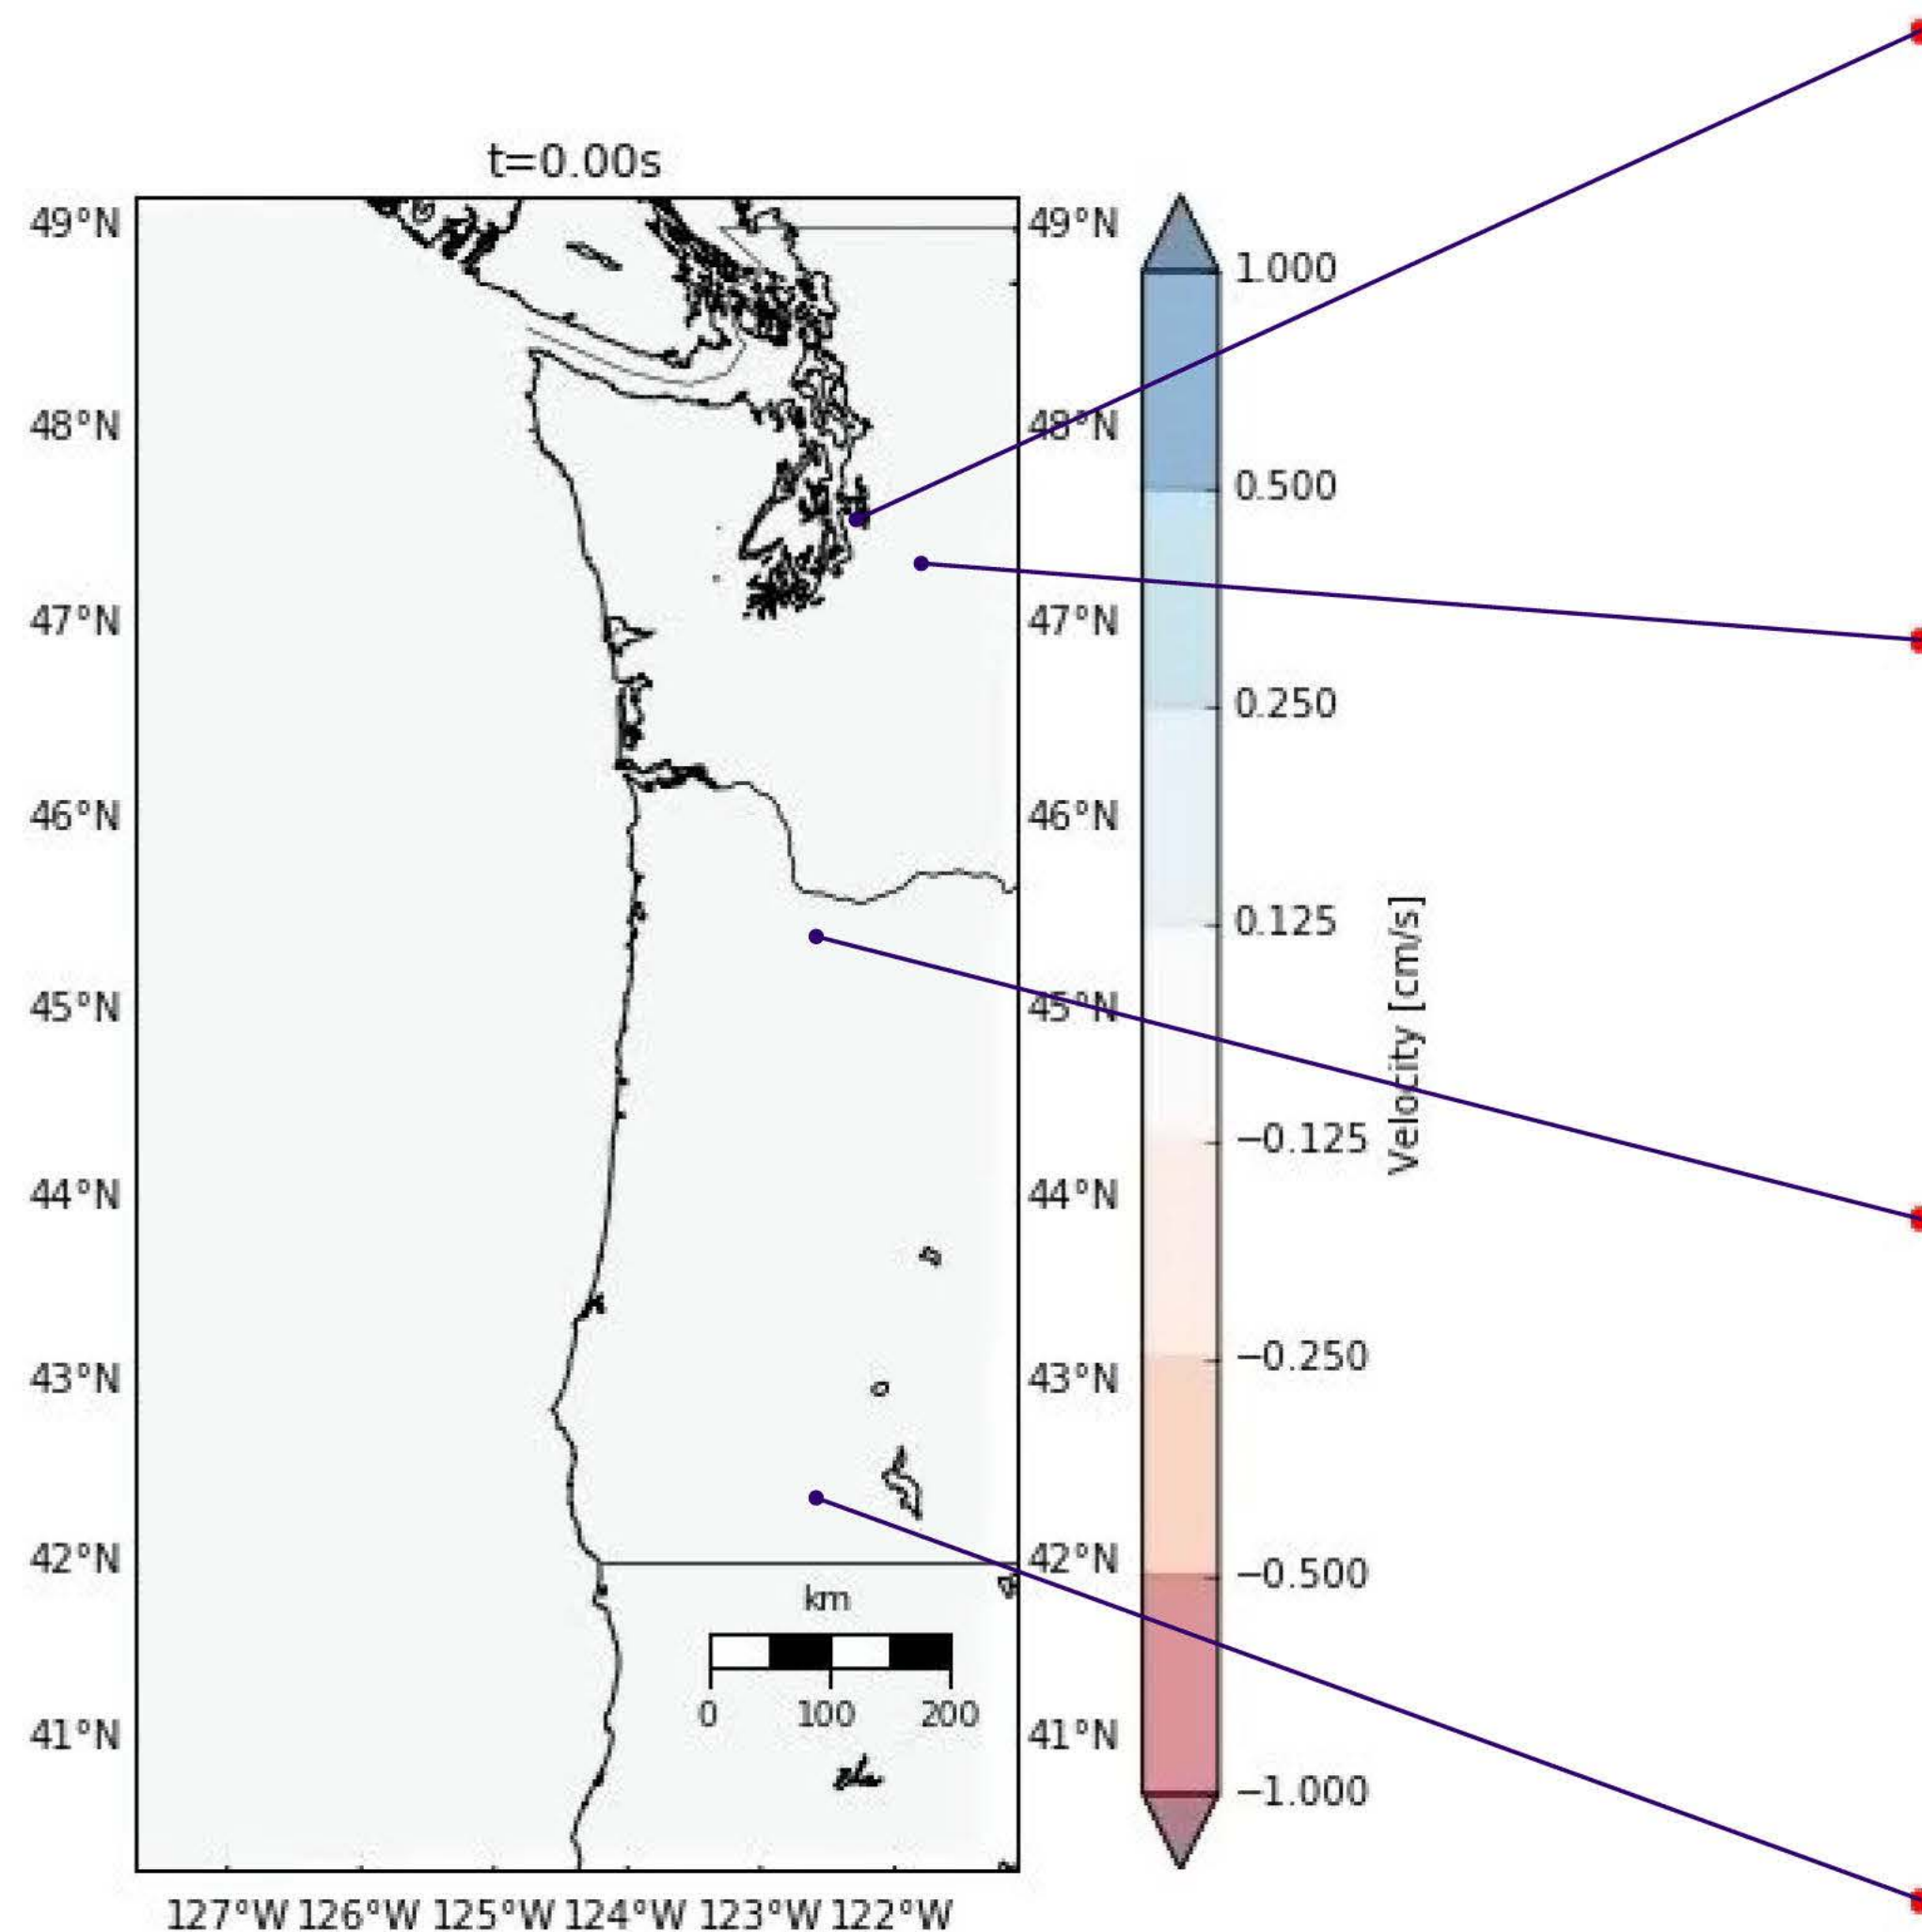 t=0.00s
49°N
48°N
47°N
46°N
45°N
44°N
43°N
42°N
41°N
49°N
48°N
47°N
46°N
45°N
44°N
43°N
42°N
41°N
km
0 100 200
127°W 126°W 125°W 124°W 123°W 122°W
1.000
0.500
0.250
0.125
−0.125
−0.250
−0.500
−1.000
Velocity [cm/s]